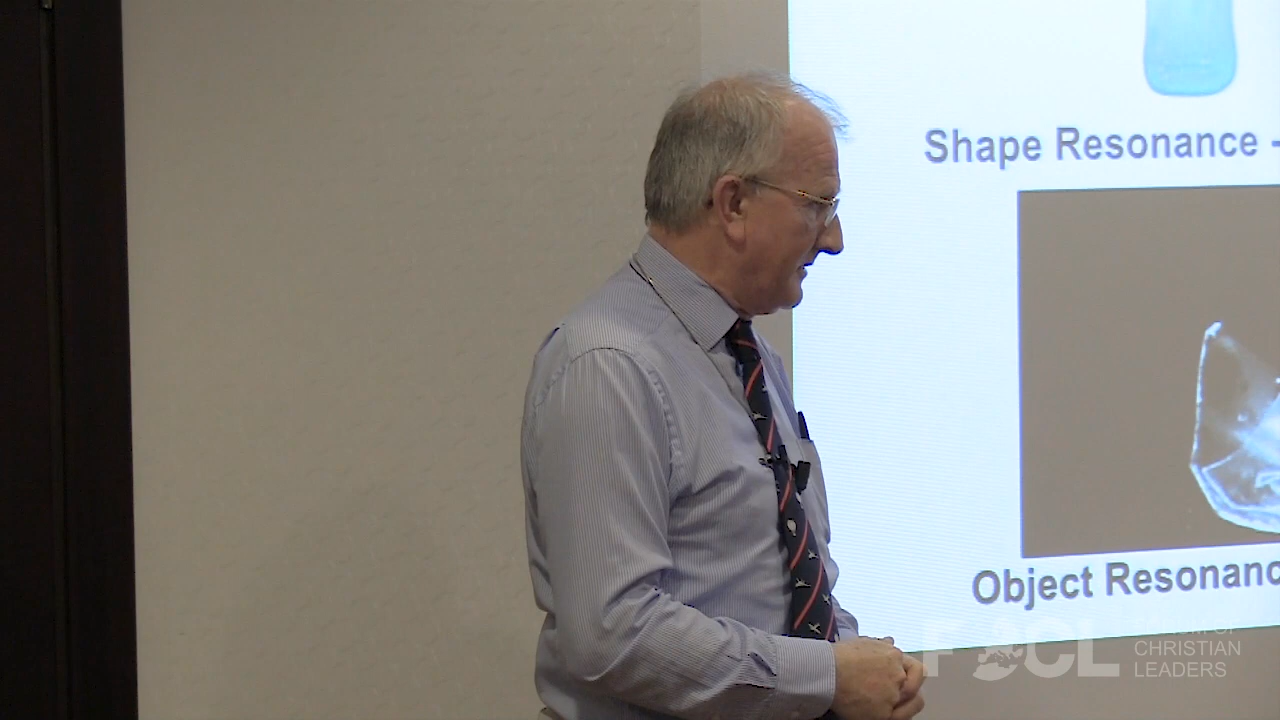 Shape Resonance -
Object Resonanc
FOCL
CHRISTIAN
LEADERS